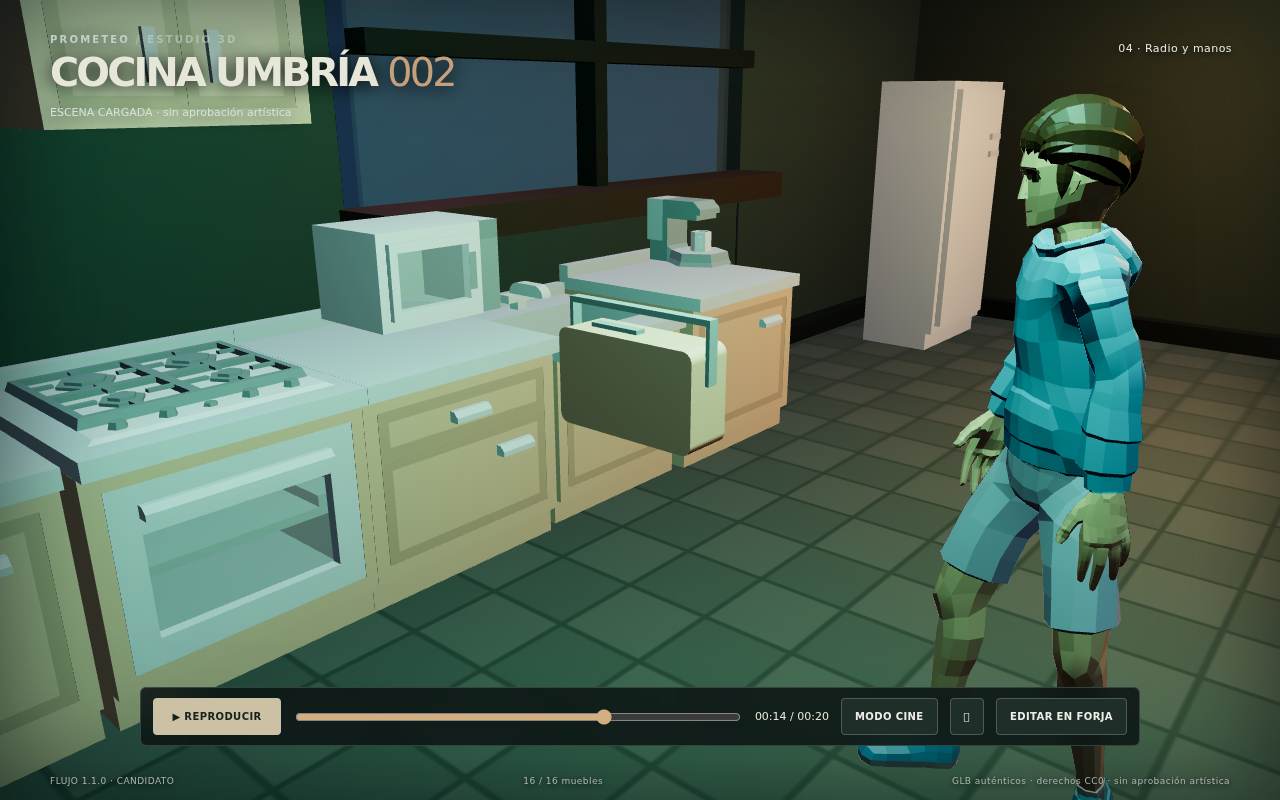 PROMETEO / ESTUDIO 3D
COCINA UMBRÍA 002
ESCENA CARGADA · sin aprobación artística
04 · Radio y manos
▶ REPRODUCIR
00:14 / 00:20
MODO CINE
EDITAR EN FORJA
FLUJO 1.1.0 · CANDIDATO
16 / 16 muebles
GLB auténticos · derechos CC0 · sin aprobación artística